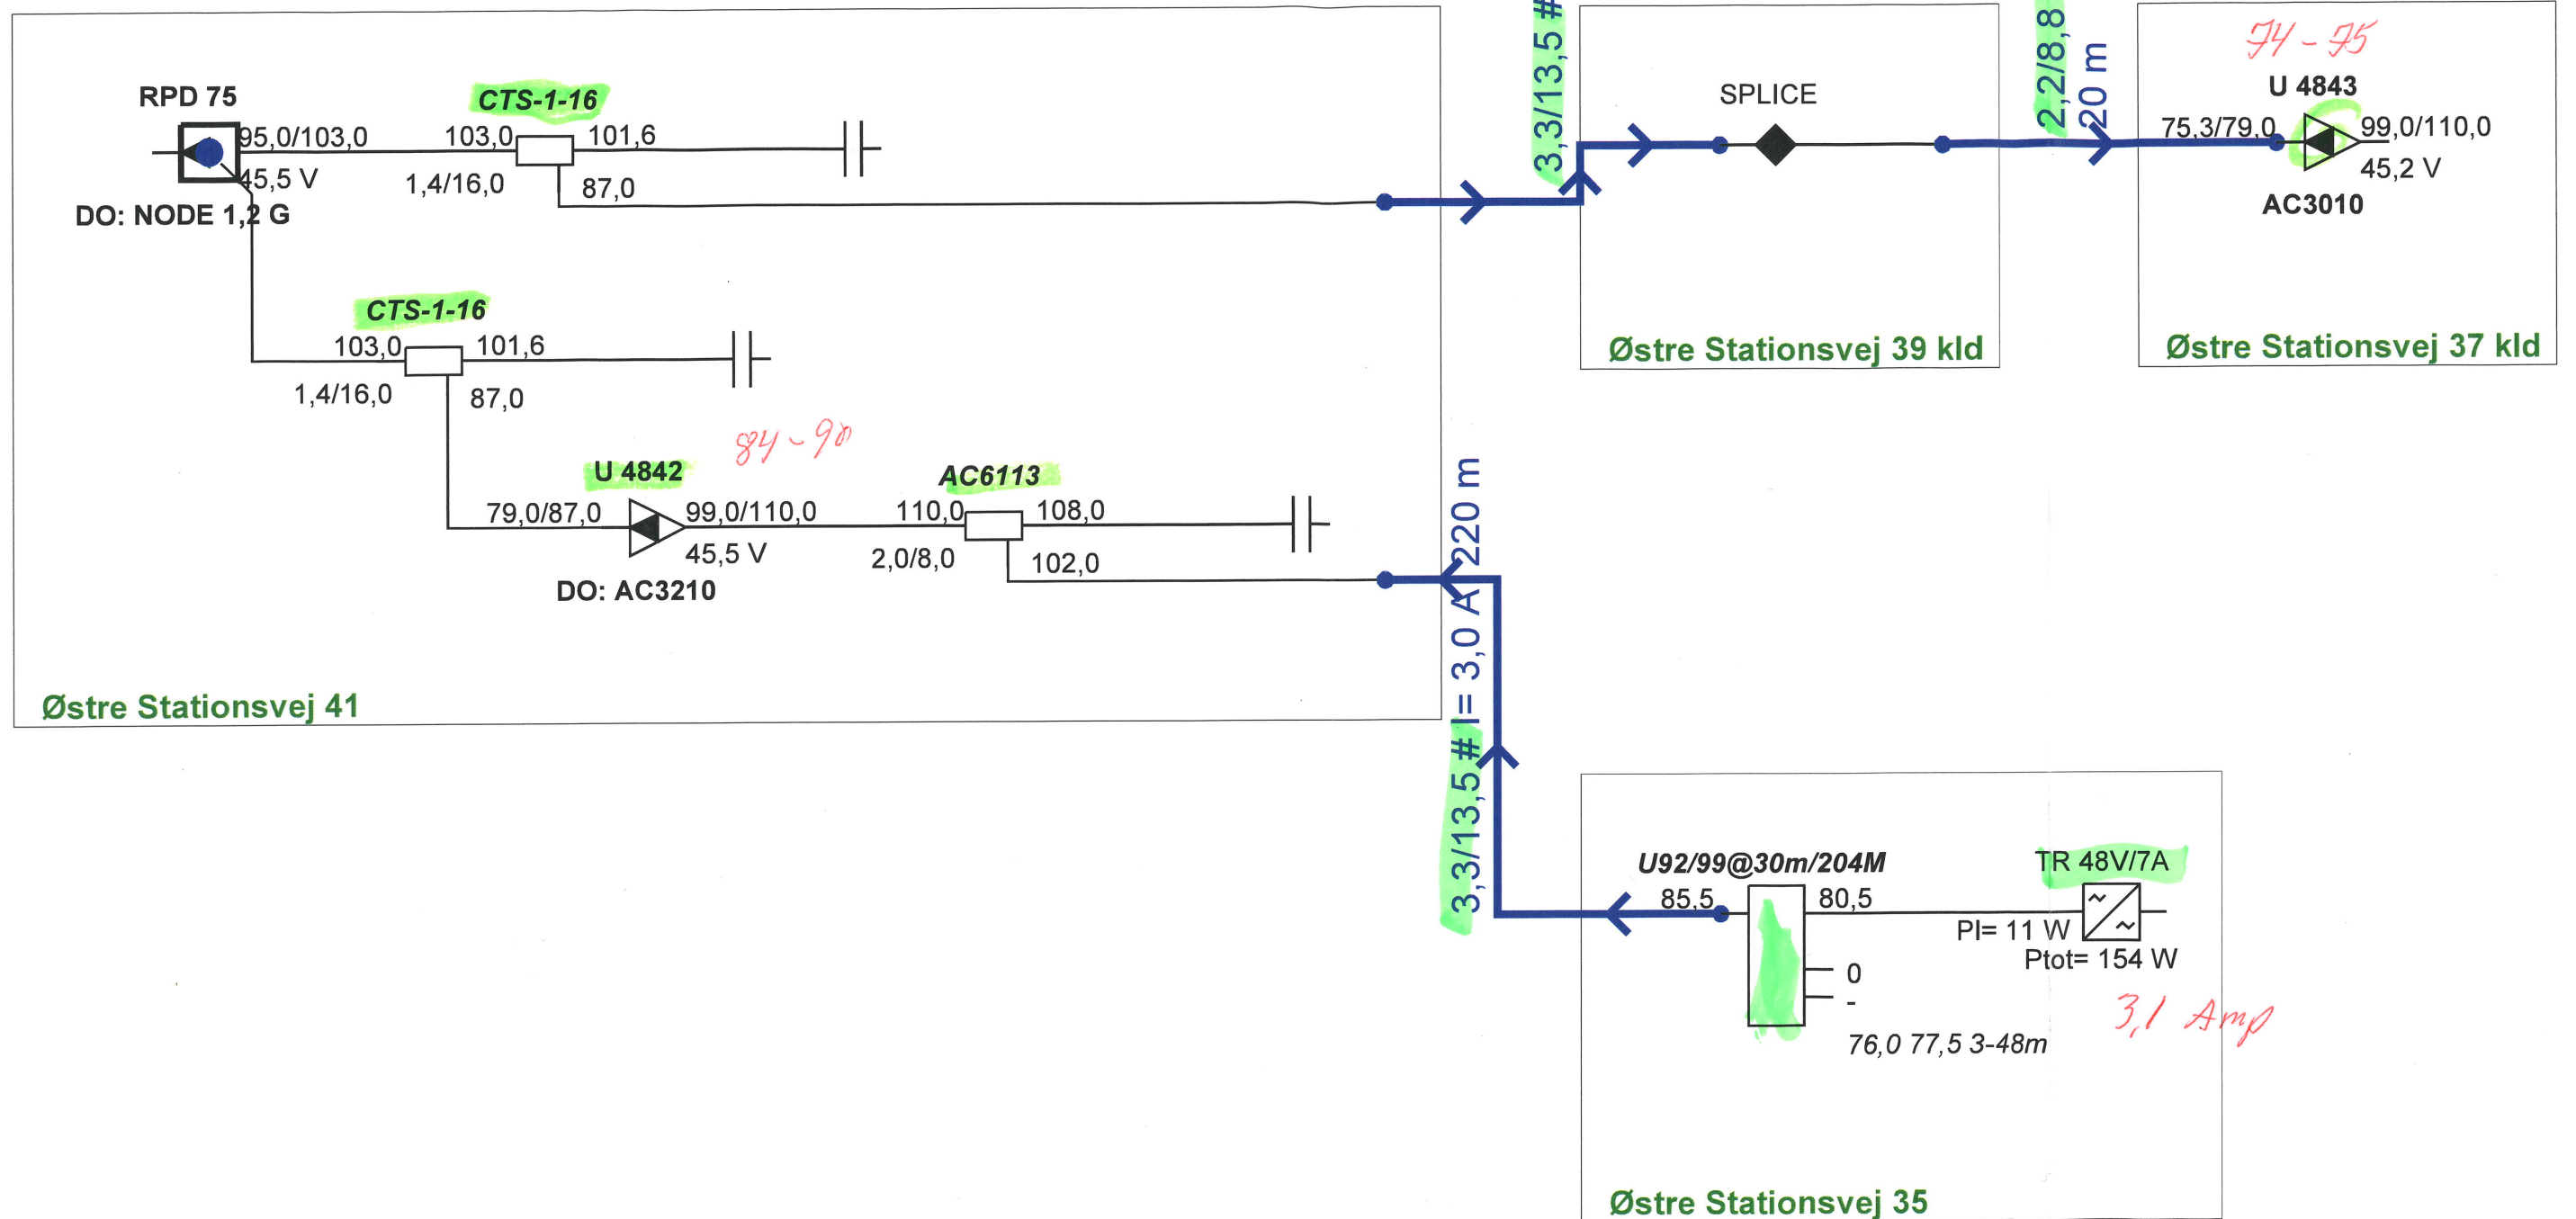 RPD 75
95,0/103,0
45,5 V
DO: NODE 1,2 G
CTS-1-16
103,0
101,6
1,4/16,0
87,0
CTS-1-16
103,0
101,6
1,4/16,0
87,0
84-90
U 4842
79,0/87,0
99,0/110,0
45,5 V
DO: AC3210
AC6113
110,0
108,0
2,0/8,0
102,0
Østre Stationsvej 41
3,3/13,5 #
SPLICE
Østre Stationsvej 39 kld
2,2/8,8
20 m
74-75
U 4843
75,3/79,0
99,0/110,0
45,2 V
AC3010
Østre Stationsvej 37 kld
3,3/13,5 # I= 3,0 A 220 m
U92/99@30m/204M
85,5
80,5
0
-
76,0 77,5 3-48m
TR 48V/7A
PI= 11 W
Ptot= 154 W
3,1 Amp
Østre Stationsvej 35